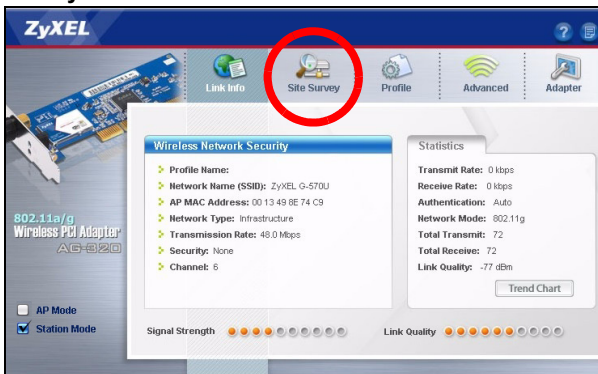 ZyXEL
Link Info
Site Survey
Profile
Advanced
Adapter
Wireless Network Security
Profile Name:
Network Name (SSID): ZyXEL G-570U
AP MAC Address: 00 13 49 8E 74 C9
Network Type: Infrastructure
Transmission Rate: 48.0 Mbps
Security: None
Channel: 6
Statistics
Transmit Rate: 0 kbps
Receive Rate: 0 kbps
Authentication: Auto
Network Mode: 802.11g
Total Transmit: 72
Total Receive: 72
Link Quality: -77 dBm
Trend Chart
802.11a/g
Wireless PCI Adapter
AG-320
AP Mode
Station Mode
Signal Strength
Link Quality